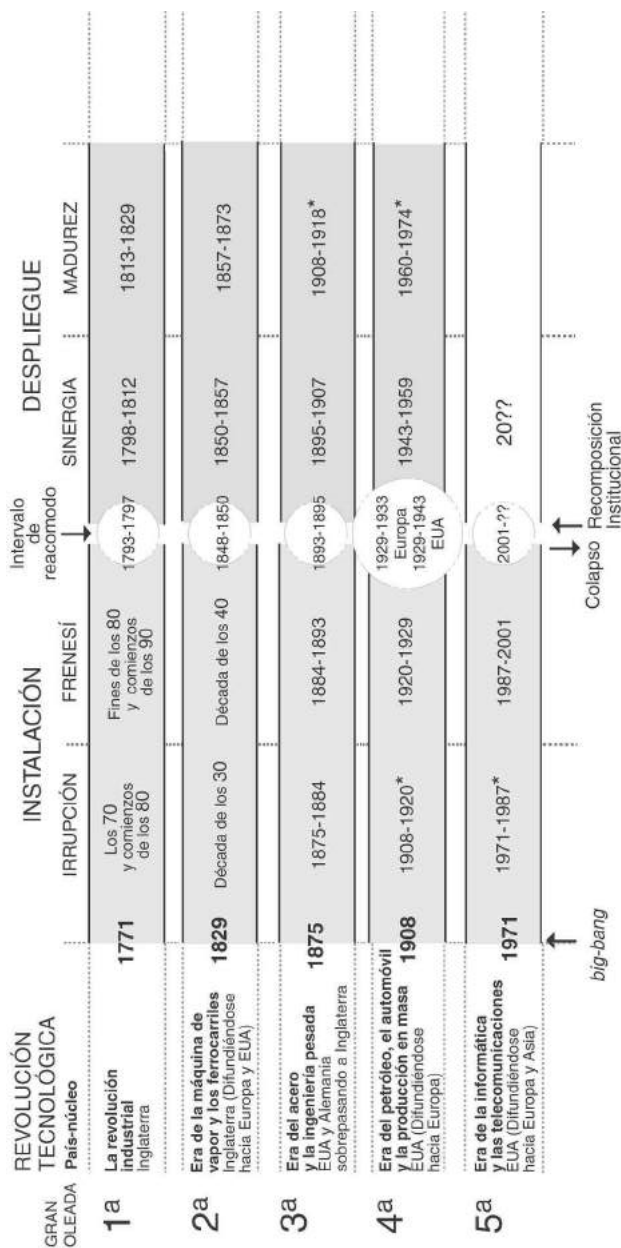 GRAN
OLEADA
REVOLUCIÓN
TECNOLÓGICA
País-núcleo
INSTALACIÓN
IRRUPCIÓN
FRENESÍ
Intervalo
de
reacomodo
DESPLIEGUE
SINERGIA
MADUREZ
1ª
La revolución
industrial
Inglaterra
1771
Los 70
y comienzos
de los 80
Fines de los 80
y comienzos
de los 90
1793-1797
1798-1812
1813-1829
2ª
Era de la máquina de
vapor y los ferrocarriles
Inglaterra (Difundiéndose
hacia Europa y EUA)
1829
Década de los 30
Década de los 40
1848-1850
1850-1857
1857-1873
3ª
Era del acero
y la ingeniería pesada
EUA y Alemania
sobrepasando a Inglaterra
1875
1875-1884
1884-1893
1893-1895
1895-1907
1908-1918*
4ª
Era del petróleo, el automóvil
y la producción en masa
EUA (Difundiéndose
hacia Europa)
1908
1908-1920*
1920-1929
1929-1933
Europa
1929-1943
EUA
1943-1959
1960-1974*
5ª
Era de la informática
y las telecomunicaciones
EUA (Difundiéndose
hacia Europa y Asia)
1971
1971-1987*
1987-2001
2001-??
20??
big-bang
Colapso
Recomposición
Institucional